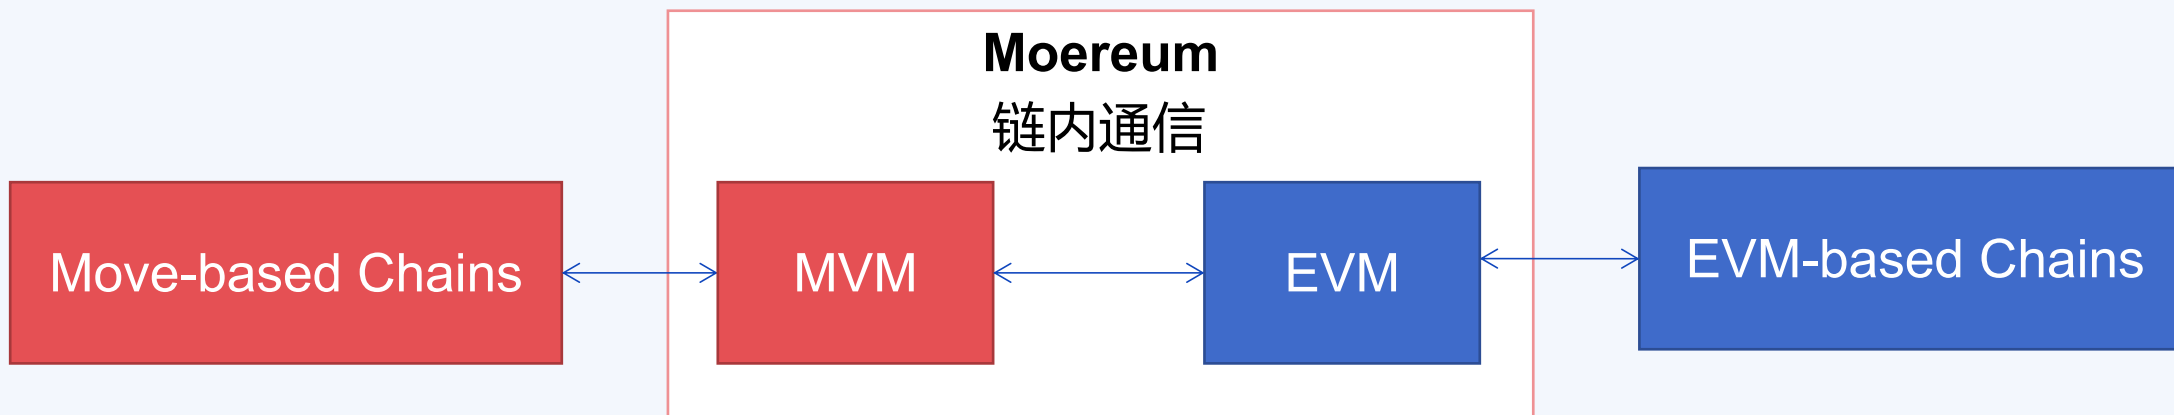 Moereum
链内通信
Move-based Chains
MVM
EVM
EVM-based Chains